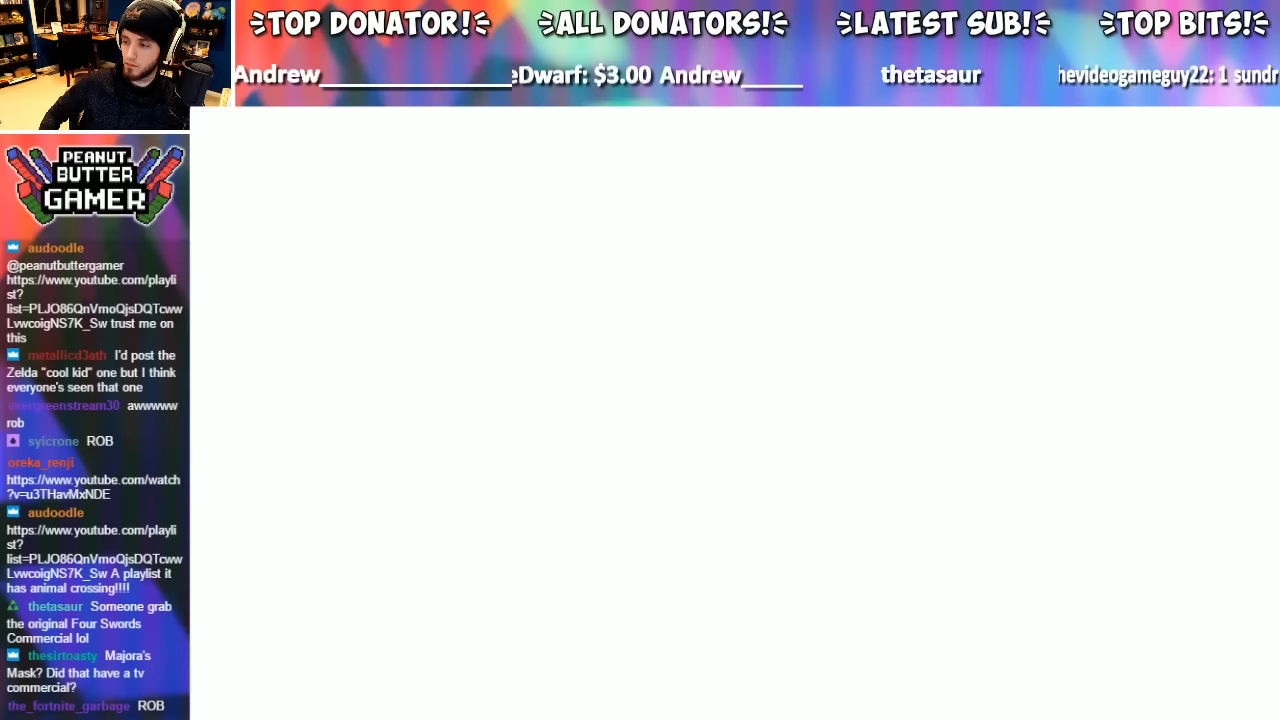 TOP DONATOR!
ALL DONATORS!
LATEST SUB!
TOP BITS!
Andrew______________
eDwarf: $3.00 Andrew_____
thetasaur
hevideogameguy22: 1 sundr
PEANUT
BUTTER
GAMER
audoodle
@peanutbuttergamer
https://www.youtube.com/playli
st?
list=PLJO86QnVmoQjsDQTcww
LvwcoigNS7K_Sw trust me on
this
metallicd3ath I'd post the
Zelda "cool kid" one but I think
everyone's seen that one
evergreenstream30 awwwww
rob
syicrone ROB
oreka_renji
https://www.youtube.com/watch
?v=u3THavMxNDE
audoodle
https://www.youtube.com/playli
st?
list=PLJO86QnVmoQjsDQTcww
LvwcoigNS7K_Sw A playlist it
has animal crossing!!!!
thetasaur Someone grab
the original Four Swords
Commercial lol
thesirtoasty Majora's
Mask? Did that have a tv
commercial?
the_fortnite_garbage ROB